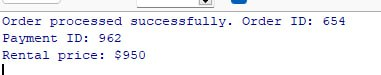 Order processed successfully. Order ID: 654
Payment ID: 962
Rental price: $950